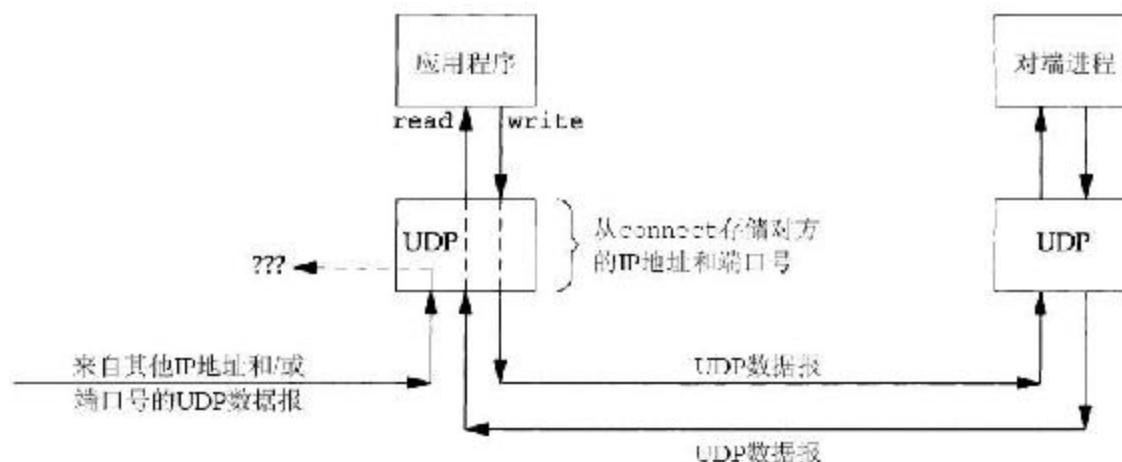 应用程序
对端进程
read
write
UDP
从connect存储对方
的IP地址和端口号
UDP
???
来自其他IP地址和/或
端口号的UDP数据报
UDP数据报
UDP数据报